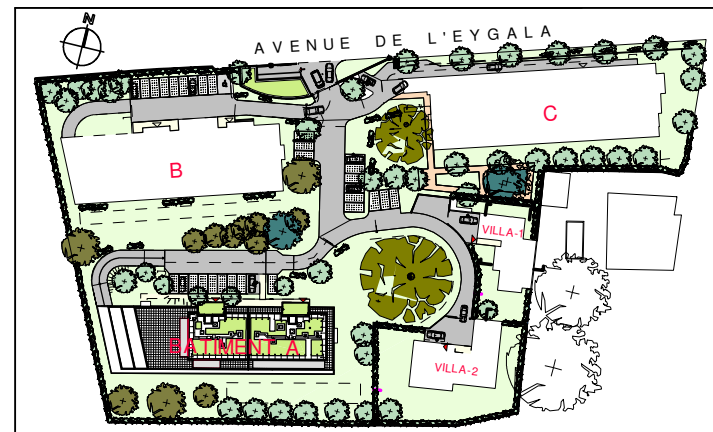 N
AVENUE DE L'EYGALA
C
B
VILLA-1
BATIMENT A
VILLA-2